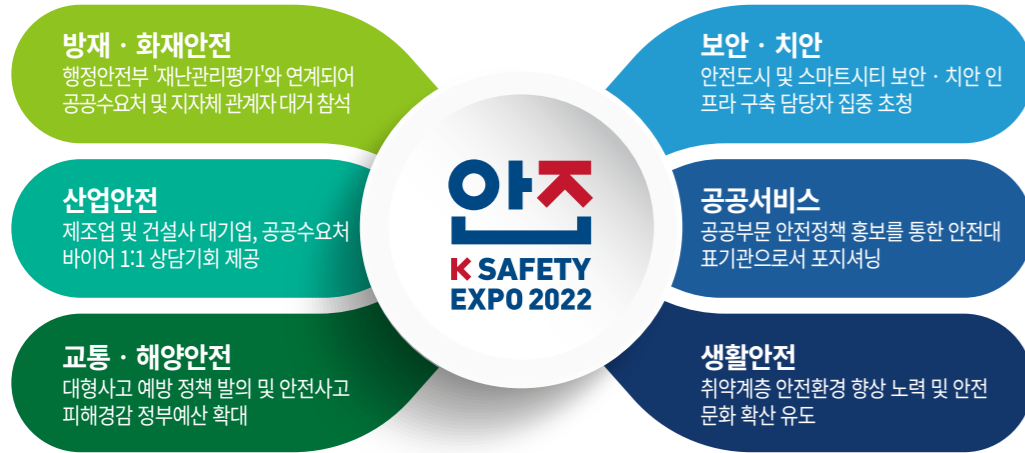 방재 · 화재안전
행정안전부 '재난관리평가'와 연계되어
공공수요처 및 지자체 관계자 대거 참석
산업안전
제조업 및 건설사 대기업, 공공수요처
바이어 1:1 상담기회 제공
교통 · 해양안전
대형사고 예방 정책 발의 및 안전사고
피해경감 정부예산 확대
안전
K SAFETY
EXPO 2022
보안 · 치안
안전도시 및 스마트시티 보안 · 치안 인
프라 구축 담당자 집중 초청
공공서비스
공공부문 안전정책 홍보를 통한 안전대
표기관으로서 포지셔닝
생활안전
취약계층 안전환경 향상 노력 및 안전
문화 확산 유도